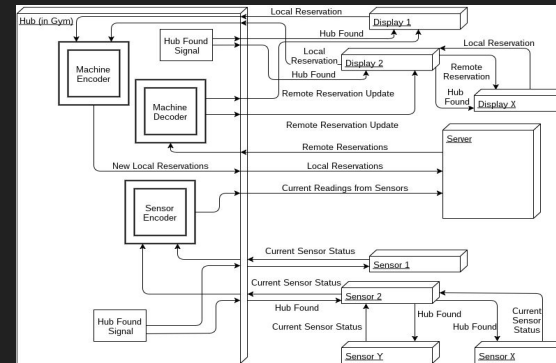 Local Reservation
Hub (in Gym)
Display 1
Hub Found
Signal
Hub Found
Local
Reservation
Display 2
Local Reservation
Hub Found
Remote
Reservation
Machine
Encoder
Machine
Decoder
Remote Reservation Update
Hub
Found
Display X
Remote Reservation Update
Server
Remote Reservations
New Local Reservations
Local Reservations
Current Readings from Sensors
Sensor
Encoder
Current Sensor Status
Sensor 1
Current Sensor Status
Sensor 2
Hub Found
Hub Found
Signal
Current Sensor Status
Hub Found
Hub Found
Current
Sensor
Status
Sensor Y
Sensor X